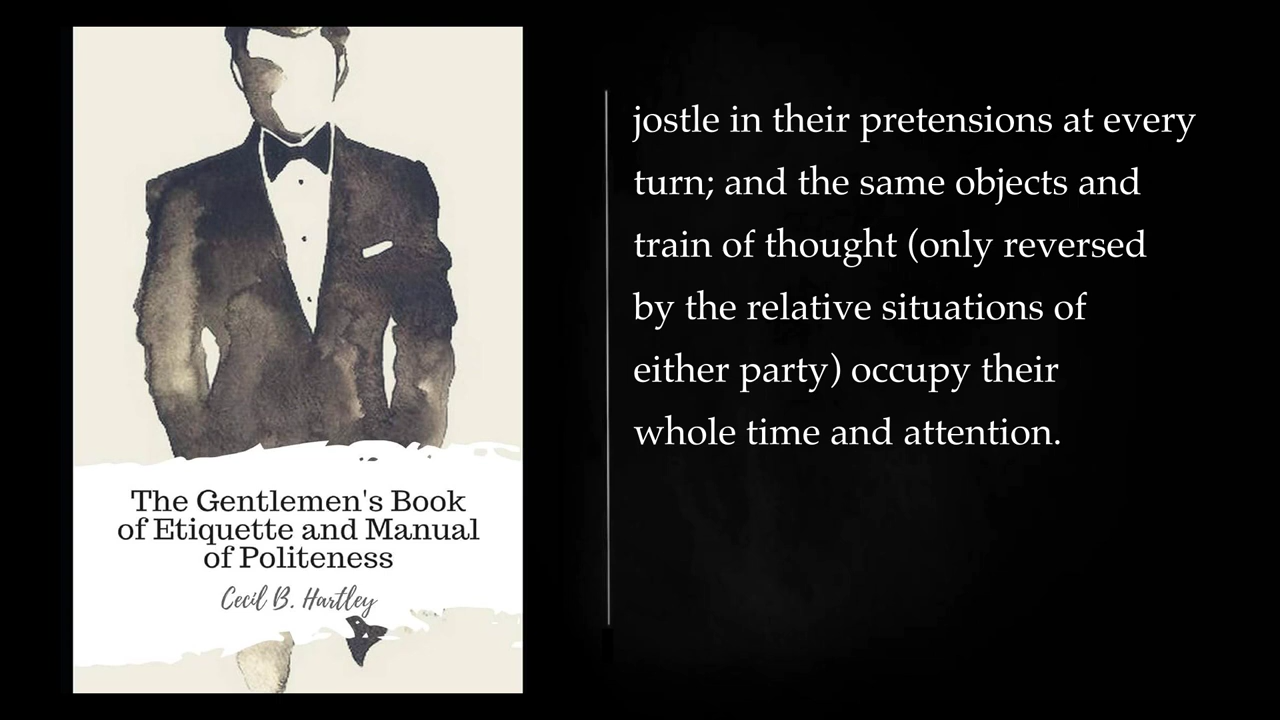 The Gentlemen's Book
of Etiquette and Manual
of Politeness
Cecil B. Hartley
jostle in their pretensions at every
turn; and the same objects and
train of thought (only reversed
by the relative situations of
either party) occupy their
whole time and attention.